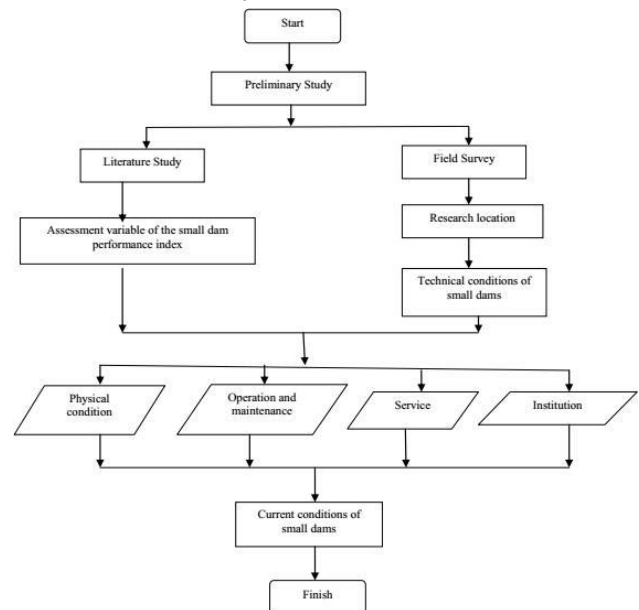 Start
Preliminary Study
Literature Study
Field Survey
Assessment variable of the small dam
performance index
Research location
Technical conditions of
small dams
Physical
condition
Operation and
maintenance
Service
Institution
Current conditions of
small dams
Finish